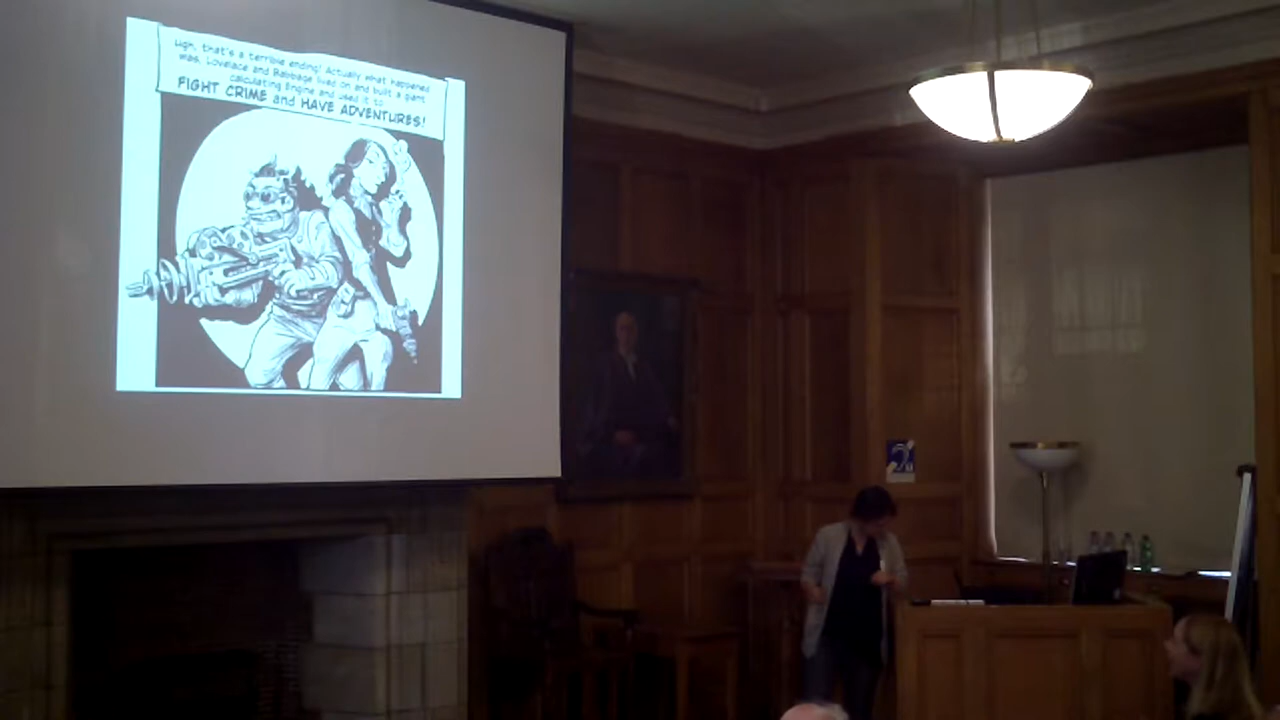 Ugh, that's a terrible ending! Actually what happened
was, Lovelace and Babbage lived on and built a giant
calculating Engine and used it to
FIGHT CRIME and HAVE ADVENTURES!
2